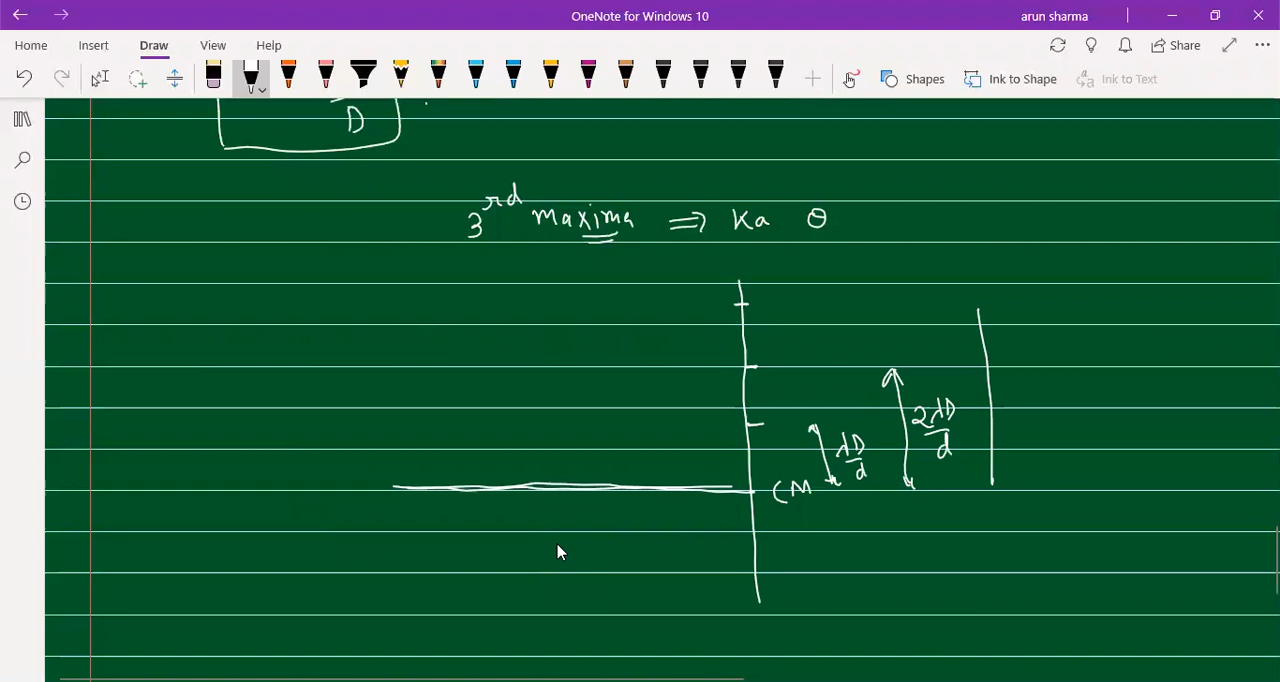 OneNote for Windows 10
arun sharma
Home Insert Draw View Help
Share
Shapes Ink to Shape Ink to Text
D
3rd maxima ⇒ Ka θ
λD/d
2λD/d
CM